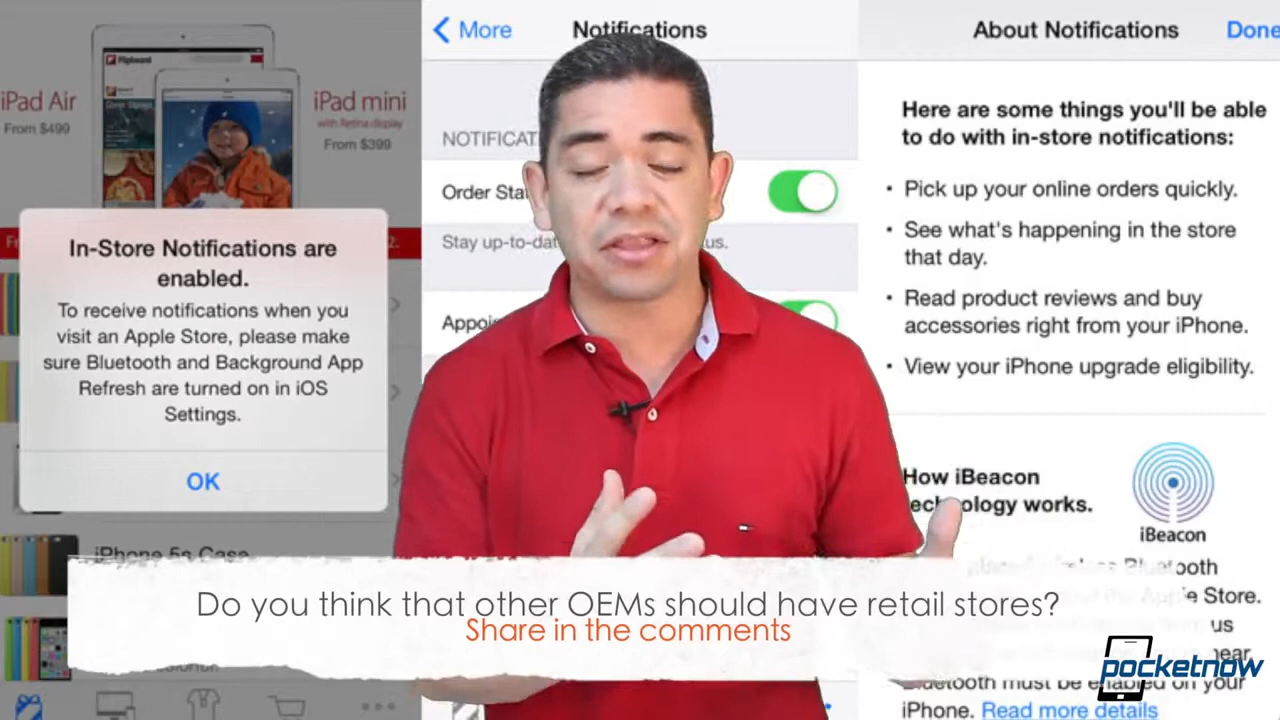 iPad Air
From $499
iPad mini
with Retina display
From $399
Flipboard
In-Store Notifications are
enabled.
To receive notifications when you
visit an Apple Store, please make
sure Bluetooth and Background App
Refresh are turned on in iOS
Settings.
OK
iPhone 5s Case
More
Notifications
NOTIFICAT
Order Sta
Stay up-to-dat
us.
Appoin
About Notifications
Done
Here are some things you'll be able
to do with in-store notifications:
• Pick up your online orders quickly.
• See what's happening in the store
that day.
• Read product reviews and buy
accessories right from your iPhone.
• View your iPhone upgrade eligibility.
How iBeacon
technology works.
iBeacon
Bluetooth
Store.
us
Bluetooth must be enabled on your
iPhone. Read more details
Do you think that other OEMs should have retail stores?
Share in the comments
pocketnow